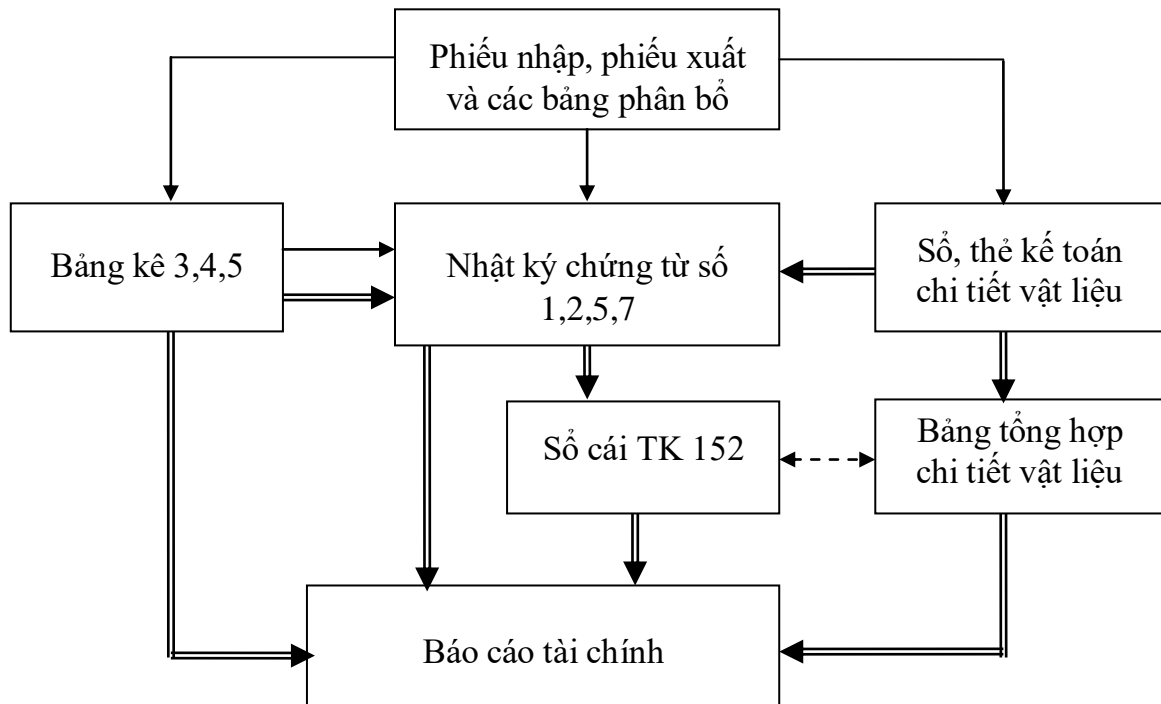 Phiếu nhập, phiếu xuất
và các bảng phân bổ
Bảng kê 3,4,5
Nhật ký chứng từ số
1,2,5,7
Sổ, thẻ kế toán
chi tiết vật liệu
Sổ cái TK 152
Bảng tổng hợp
chi tiết vật liệu
Báo cáo tài chính